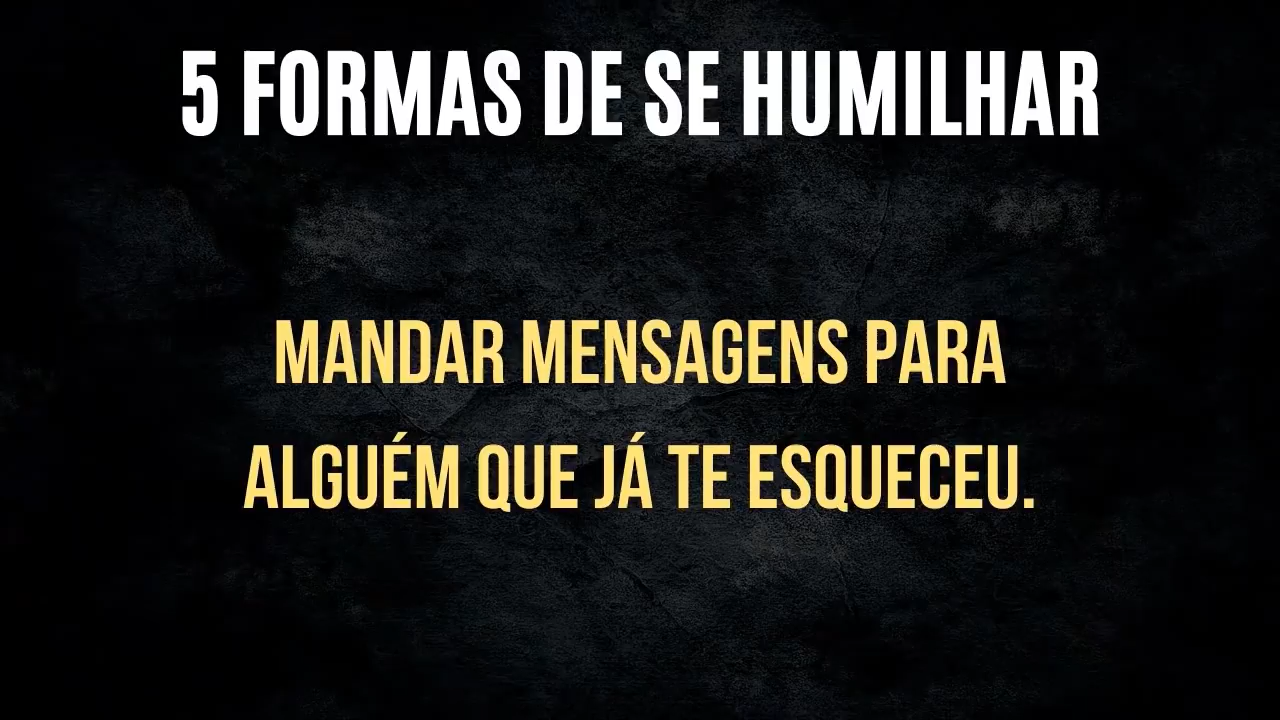 5 FORMAS DE SE HUMILHAR
MANDAR MENSAGENS PARA
ALGUÉM QUE JÁ TE ESQUECEU.